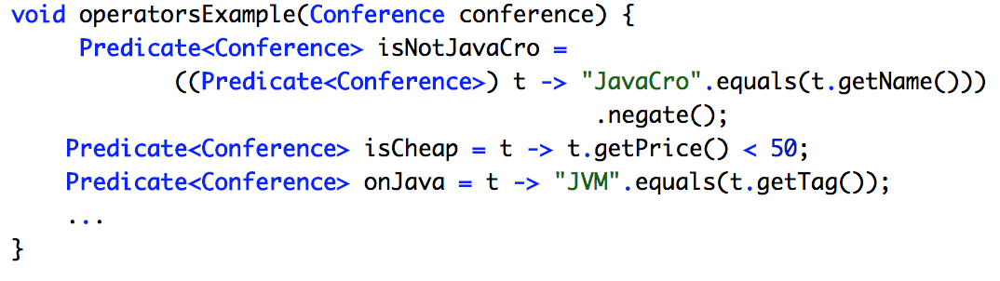 void operatorsExample(Conference conference) {
Predicate<Conference> isNotJavaCro =
((Predicate<Conference>) t -> "JavaCro".equals(t.getName()))
.negate();
Predicate<Conference> isCheap = t -> t.getPrice() < 50;
Predicate<Conference> onJava = t -> "JVM".equals(t.getTag());
...
}